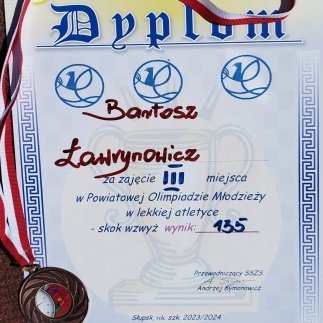 Dyplom
Bartosz
Ławrynowicz
za zajęcie III miejsca
w Powiatowej Olimpiadzie Młodzieży
w lekkiej atletyce
- skok wzwyż wynik: 135
Przewodniczący SSZS
Andrzej Bymonowicz
Słupsk, rok szk. 2023/2024